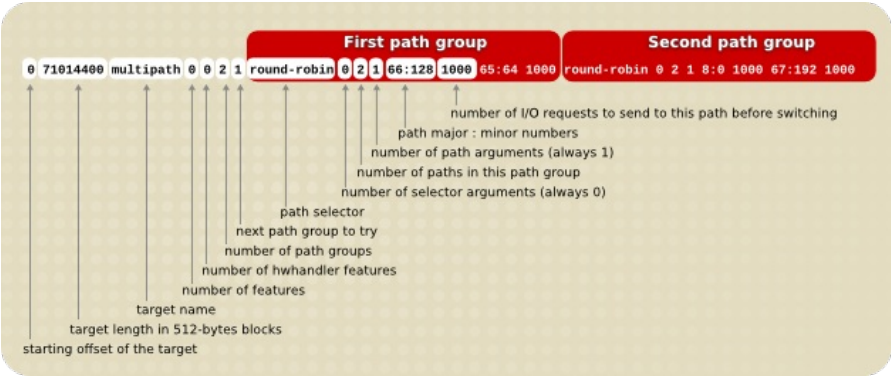 First path group Second path group
0 71014400 multipath 0 0 2 1 round-robin 0 2 1 66:128 1000 65:64 1000 round-robin 0 2 1 8:0 1000 67:192 1000
number of I/O requests to send to this path before switching
path major : minor numbers
number of path arguments (always 1)
number of paths in this path group
number of selector arguments (always 0)
path selector
next path group to try
number of path groups
number of hwhandler features
number of features
target name
target length in 512-bytes blocks
starting offset of the target